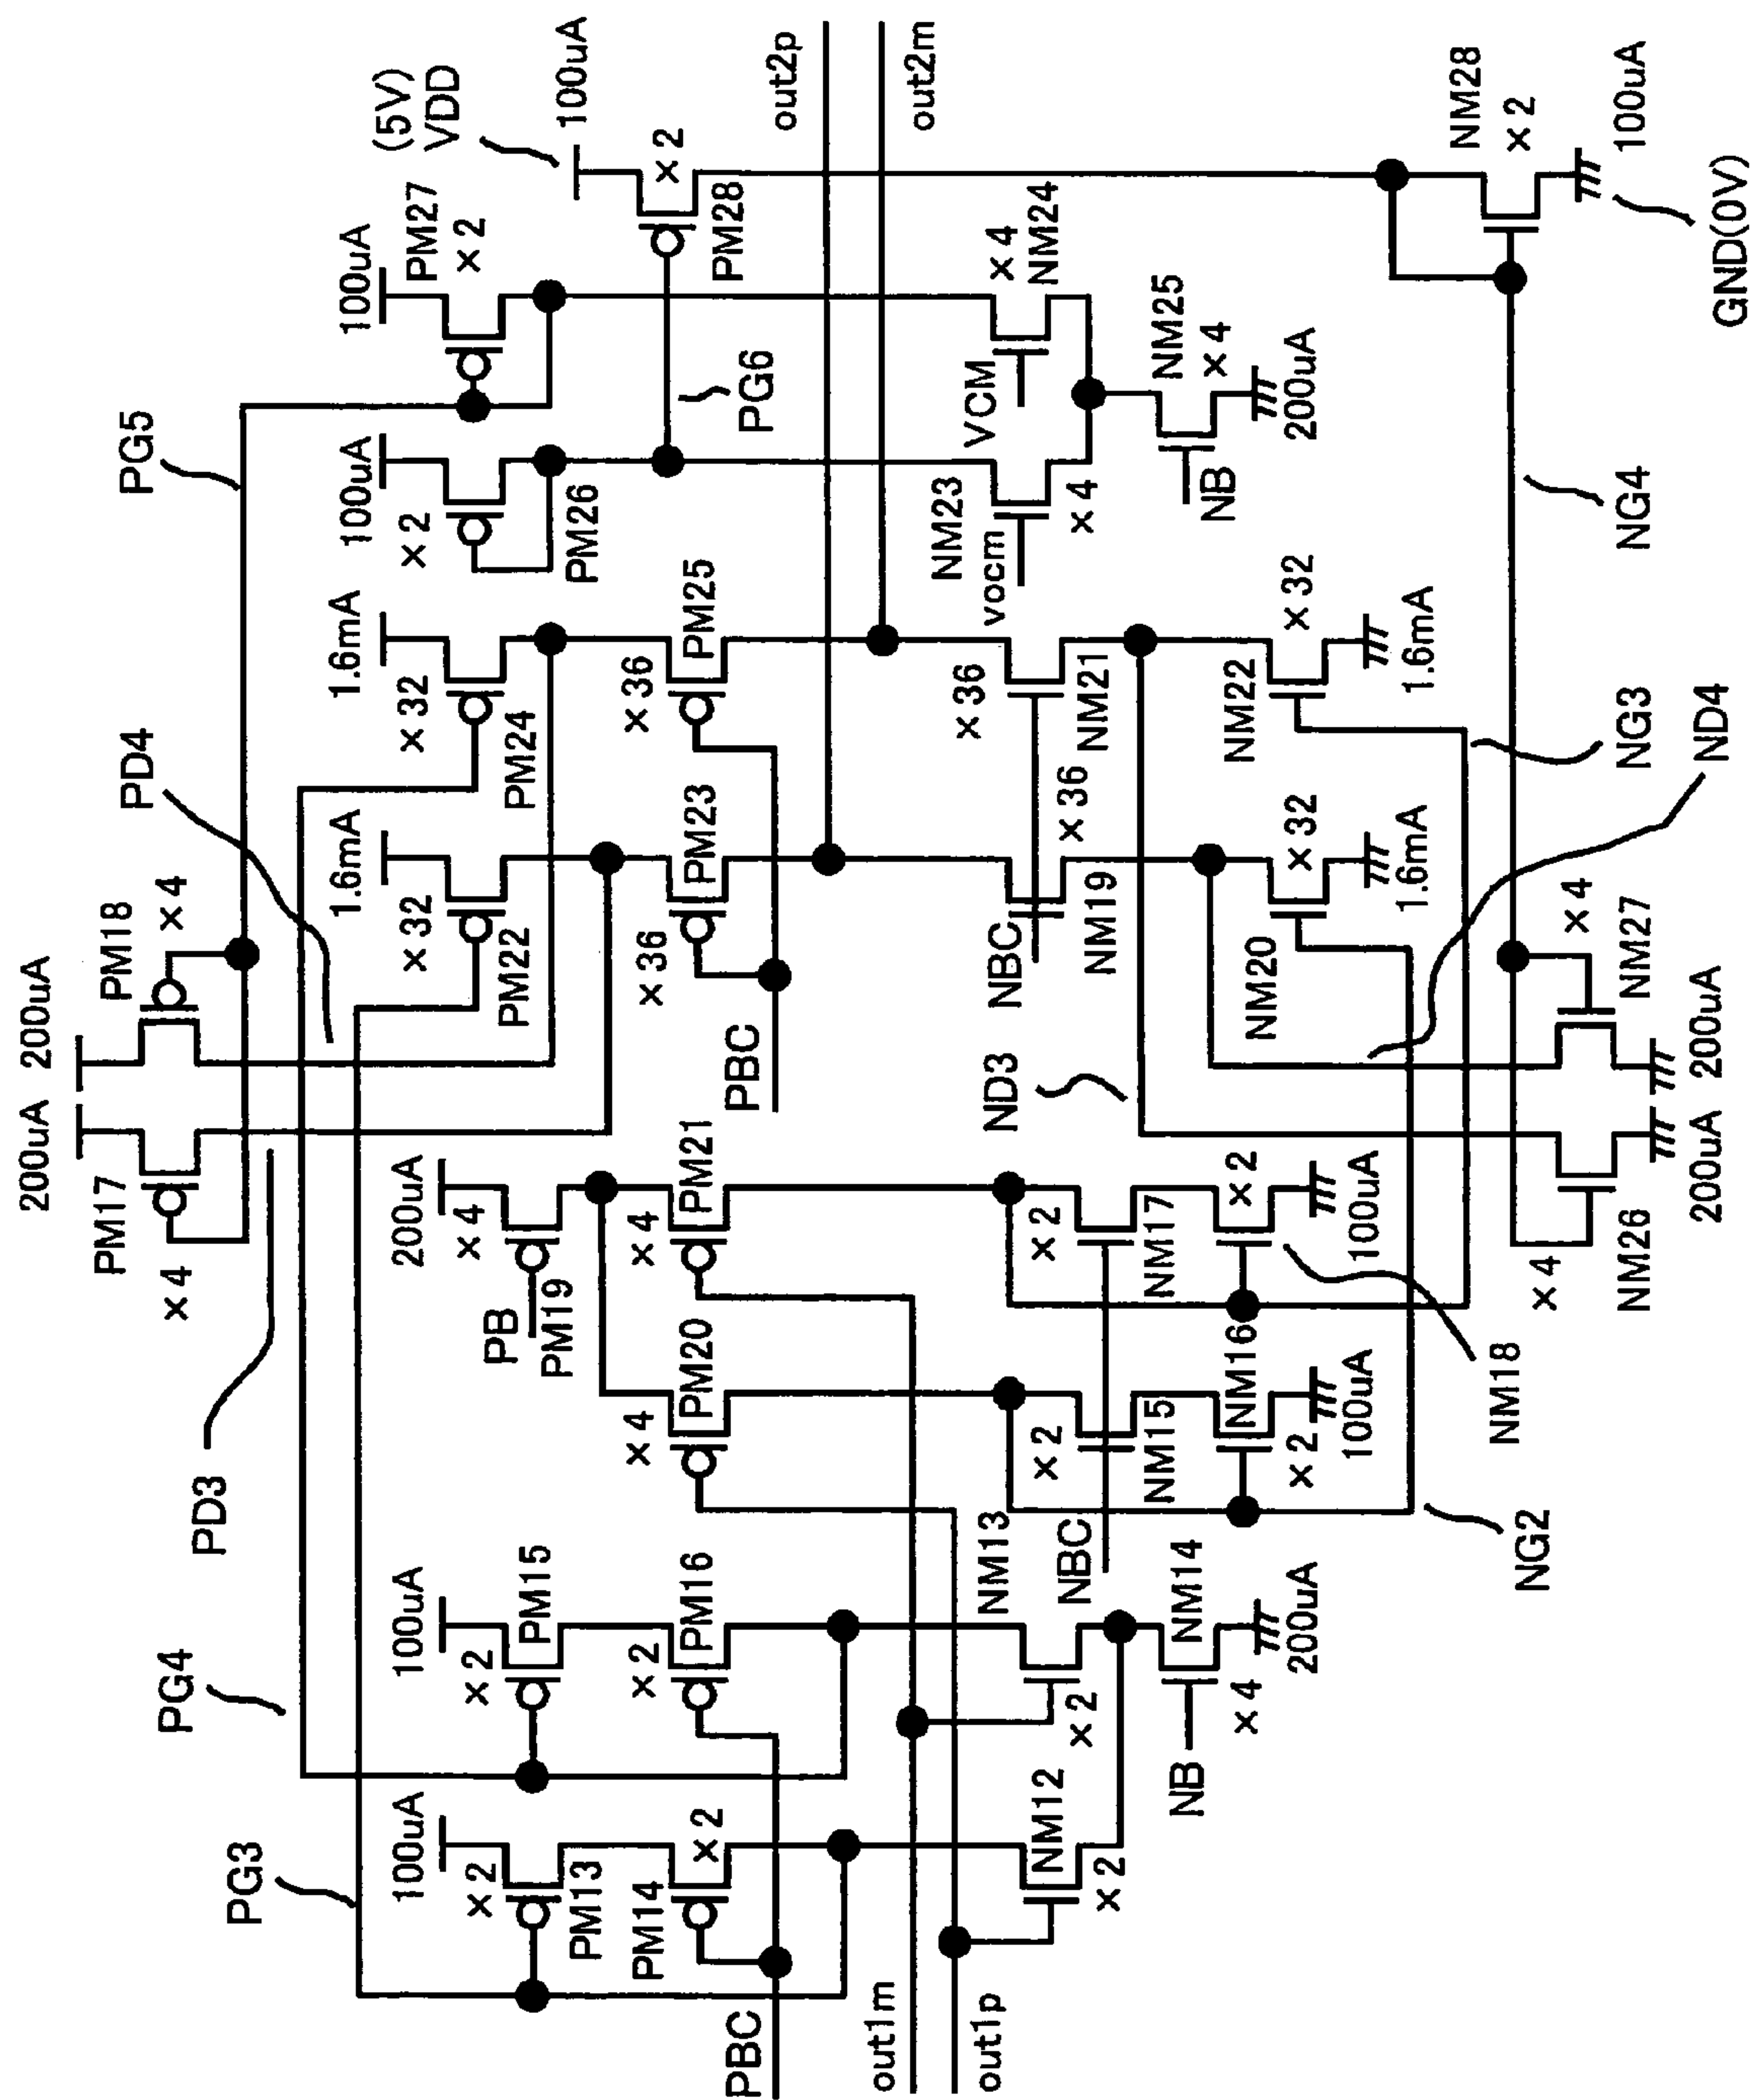 (5V)
VDD
100uA
×2
PM28
out2p
out2m
NM28
×2
100uA
GND(0V)
100uA
PM27
×2
×4
NM24
VCM
NM25
×4
200uA
NB
PG6
PG5
100uA
×2
PM26
NM23
vocm
×4
NG4
1.6mA
×32
PM24
×36
PM25
×36
NM21
NM22
×32
1.6mA
NG3
ND4
PD4
1.6mA
×32
PM22
×36
PM23
×36
NBC
NM19
NM20
×32
1.6mA
PBC
200uA
PM18
×4
×4
NM27
200uA
200uA
PM17
×4
PD3
ND3
×4
NM26
200uA
200uA
×4
PB
PM19
×4
PM21
×2
NM17
×2
100uA
NM18
×4
PM20
×2
NM15
NM16
×2
100uA
NBC
NG2
PG4
100uA
×2
PM15
×2
PM16
NM13
×2
NM14
×4
200uA
NB
PG3
100uA
×2
PM13
×2
PM14
NM12
×2
PBC
out1m
out1p